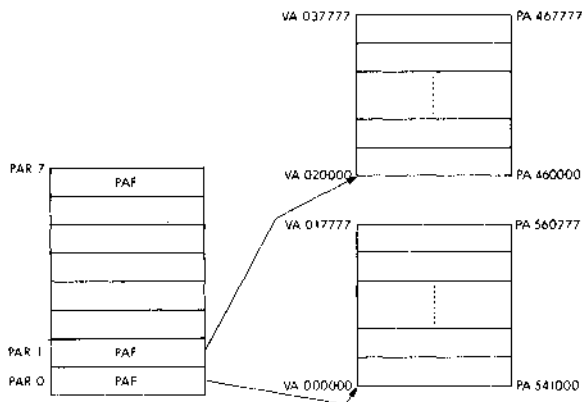 VA 037777 PA 467777
PAR 7 PAF
VA 020000 PA 460000
VA 017777 PA 560777
PAR 1 PAF
PAR 0 PAF
VA 000000 PA 541000